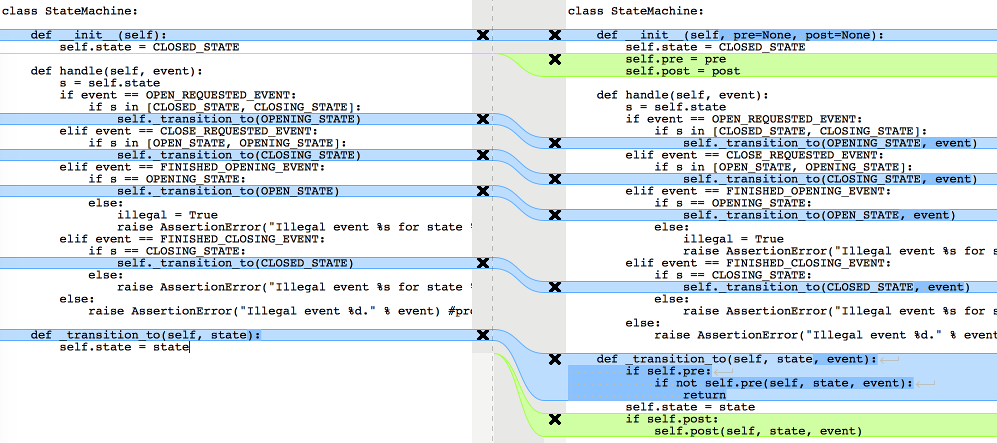 class StateMachine:
def __init__(self):
self.state = CLOSED_STATE
def handle(self, event):
s = self.state
if event == OPEN_REQUESTED_EVENT:
if s in [CLOSED_STATE, CLOSING_STATE]:
self._transition_to(OPENING_STATE)
elif event == CLOSE_REQUESTED_EVENT:
if s in [OPEN_STATE, OPENING_STATE]:
self._transition_to(CLOSING_STATE)
elif event == FINISHED_OPENING_EVENT:
if s == OPENING_STATE:
self._transition_to(OPEN_STATE)
else:
illegal = True
raise AssertionError("Illegal event %s for state
elif event == FINISHED_CLOSING_EVENT:
if s == CLOSING_STATE:
self._transition_to(CLOSED_STATE)
else:
raise AssertionError("Illegal event %s for state
else:
raise AssertionError("Illegal event %d." % event) #pr
def _transition_to(self, state):
self.state = state
class StateMachine:
def __init__(self, pre=None, post=None):
self.state = CLOSED_STATE
self.pre = pre
self.post = post
def handle(self, event):
s = self.state
if event == OPEN_REQUESTED_EVENT:
if s in [CLOSED_STATE, CLOSING_STATE]:
self._transition_to(OPENING_STATE, event)
elif event == CLOSE_REQUESTED_EVENT:
if s in [OPEN_STATE, OPENING_STATE]:
self._transition_to(CLOSING_STATE, event)
elif event == FINISHED_OPENING_EVENT:
if s == OPENING_STATE:
self._transition_to(OPEN_STATE, event)
else:
illegal = True
raise AssertionError("Illegal event %s for s
elif event == FINISHED_CLOSING_EVENT:
if s == CLOSING_STATE:
self._transition_to(CLOSED_STATE, event)
else:
raise AssertionError("Illegal event %s for s
else:
raise AssertionError("Illegal event %d." % event
def _transition_to(self, state, event):
if self.pre:
if not self.pre(self, state, event):
return
self.state = state
if self.post:
self.post(self, state, event)